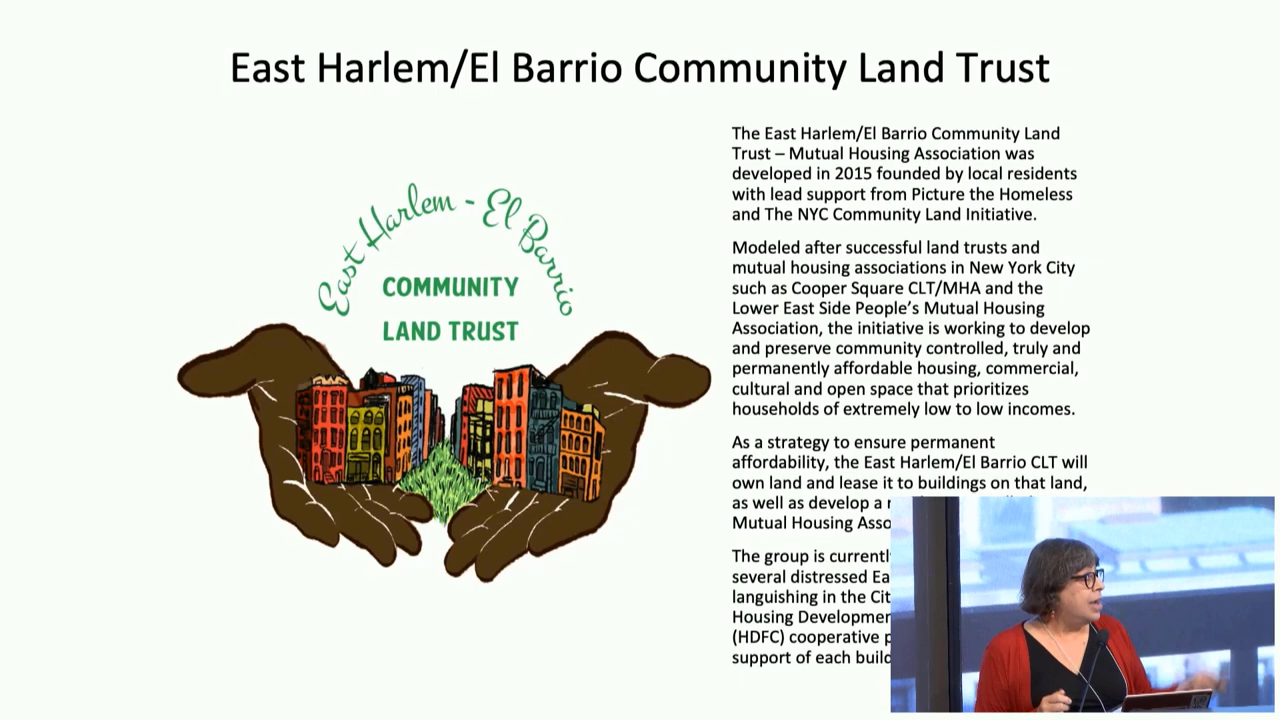 East Harlem/El Barrio Community Land Trust
East Harlem - El Barrio
COMMUNITY
LAND TRUST
The East Harlem/El Barrio Community Land
Trust – Mutual Housing Association was
developed in 2015 founded by local residents
with lead support from Picture the Homeless
and The NYC Community Land Initiative.
Modeled after successful land trusts and
mutual housing associations in New York City
such as Cooper Square CLT/MHA and the
Lower East Side People’s Mutual Housing
Association, the initiative is working to develop
and preserve community controlled, truly and
permanently affordable housing, commercial,
cultural and open space that prioritizes
households of extremely low to low incomes.
As a strategy to ensure permanent
affordability, the East Harlem/El Barrio CLT will
own land and lease it to buildings on that land,
as well as develop a
Mutual Housing
The group is
several distressed
languishing in the
Housing
(HDFC) cooperative
support of each